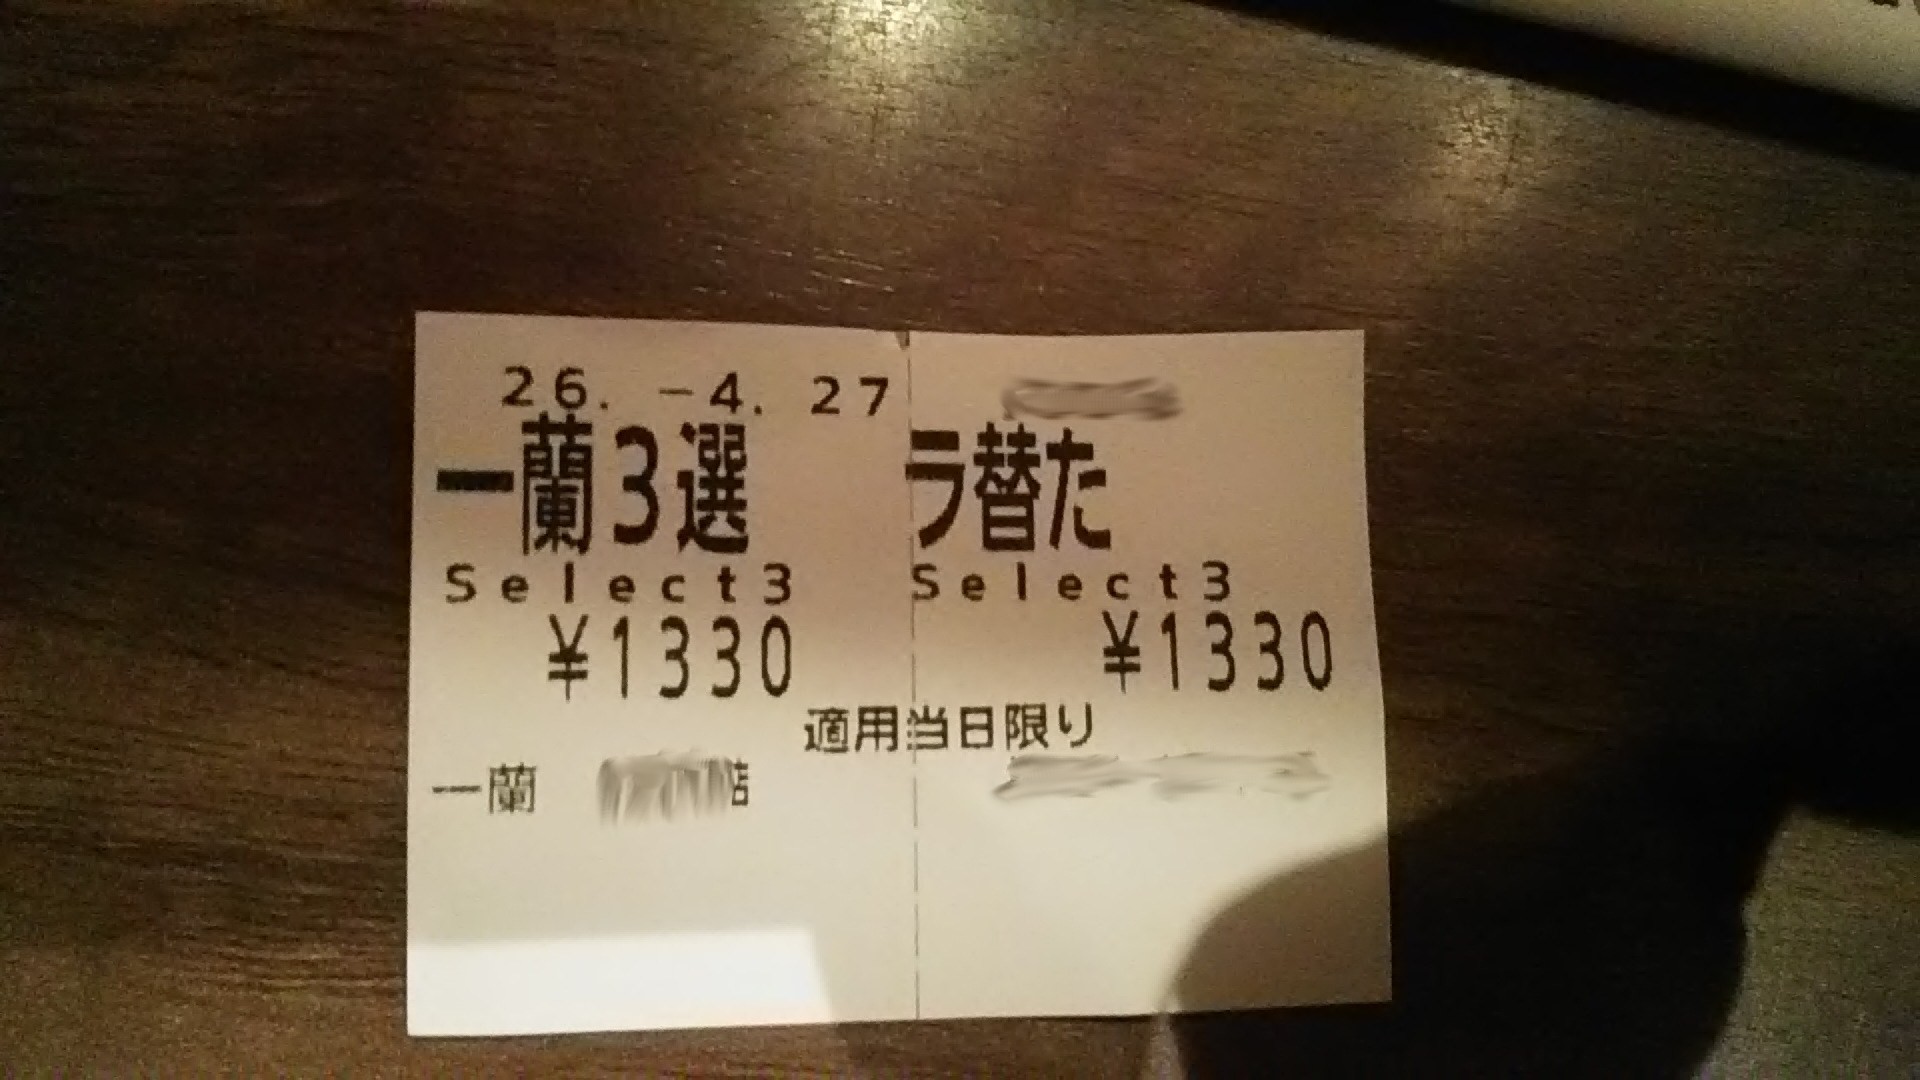 26. -4. 27
一蘭3選 ラ替た
Select3 Select3
¥1330 ¥1330
適用当日限り
一蘭 店